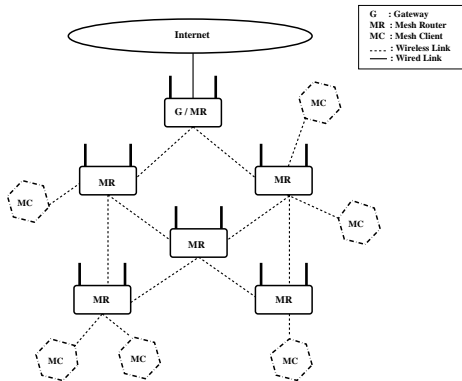 Internet
G : Gateway
MR : Mesh Router
MC : Mesh Client
: Wireless Link
: Wired Link
G / MR
MC
MR
MR
MC
MC
MR
MR
MR
MC
MC
MC